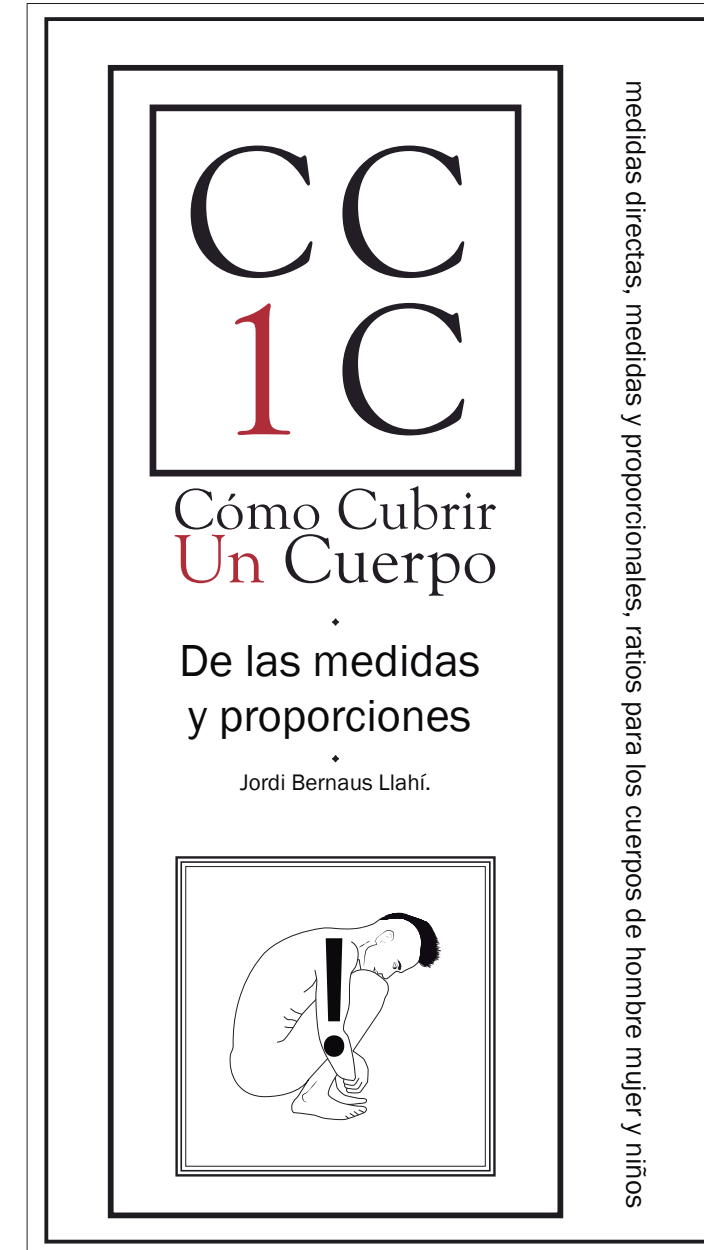 CC
1C
Cómo Cubrir
Un Cuerpo
De las medidas
y proporciones
Jordi Bernaus Llahí.
medidas directas, medidas y proporcionales, ratios para los cuerpos de hombre mujer y niños